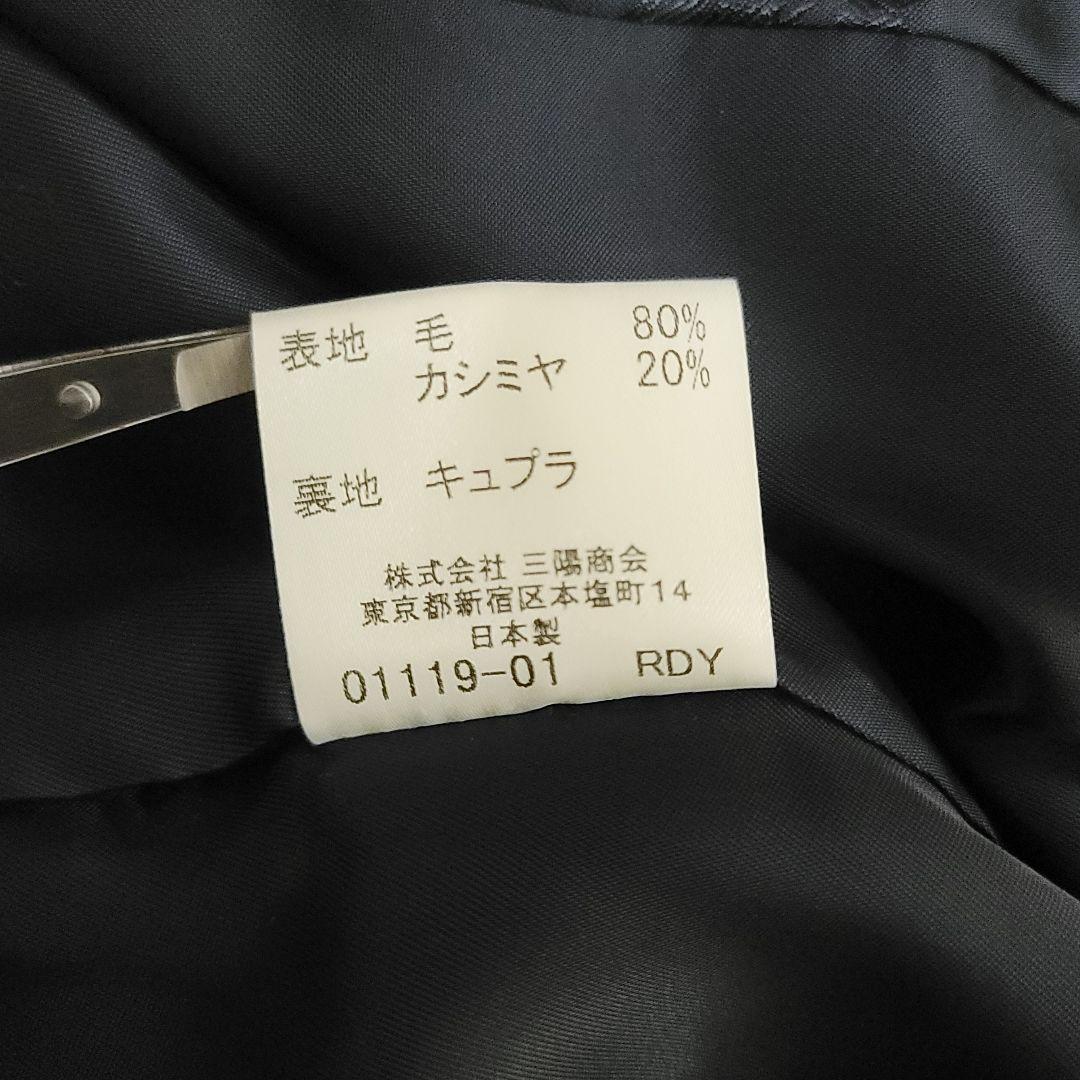 表地 毛 80%
カシミヤ 20%
裏地 キュプラ
株式会社 三陽商会
東京都新宿区本塩町14
日本製
01119-01 RDY